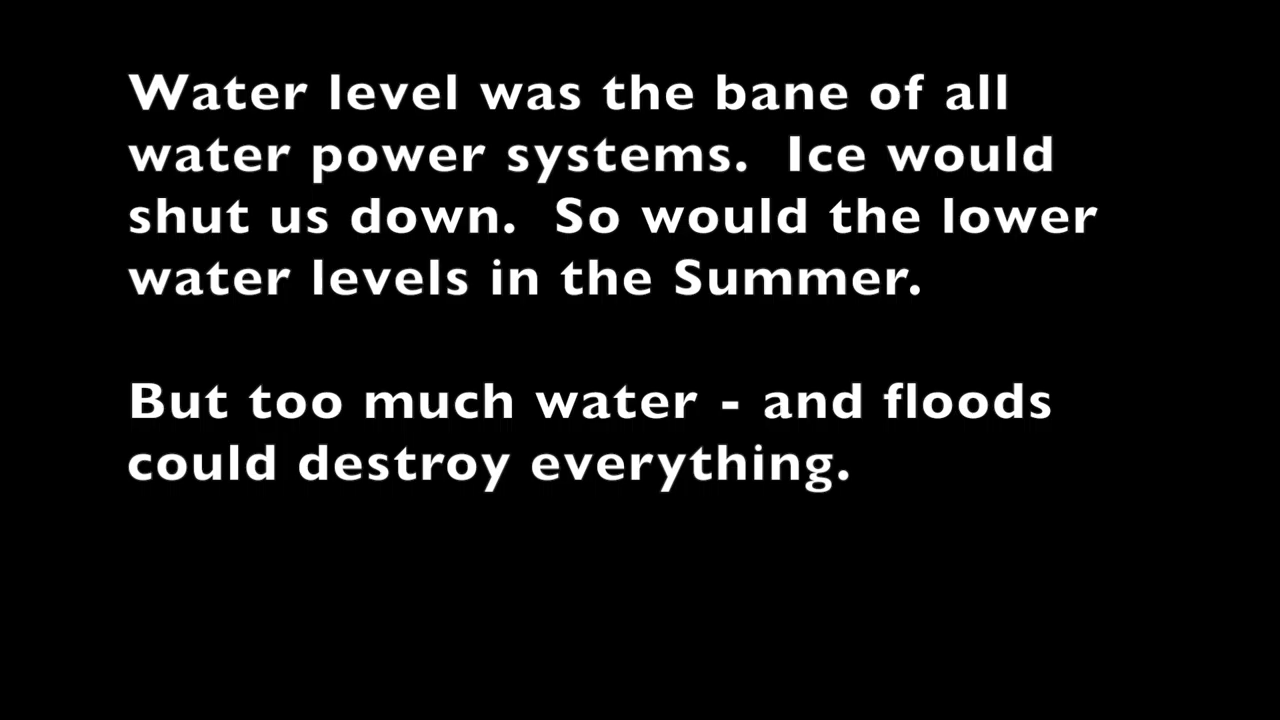 Water level was the bane of all
water power systems.  Ice would
shut us down.  So would the lower
water levels in the Summer.
But too much water - and floods
could destroy everything.